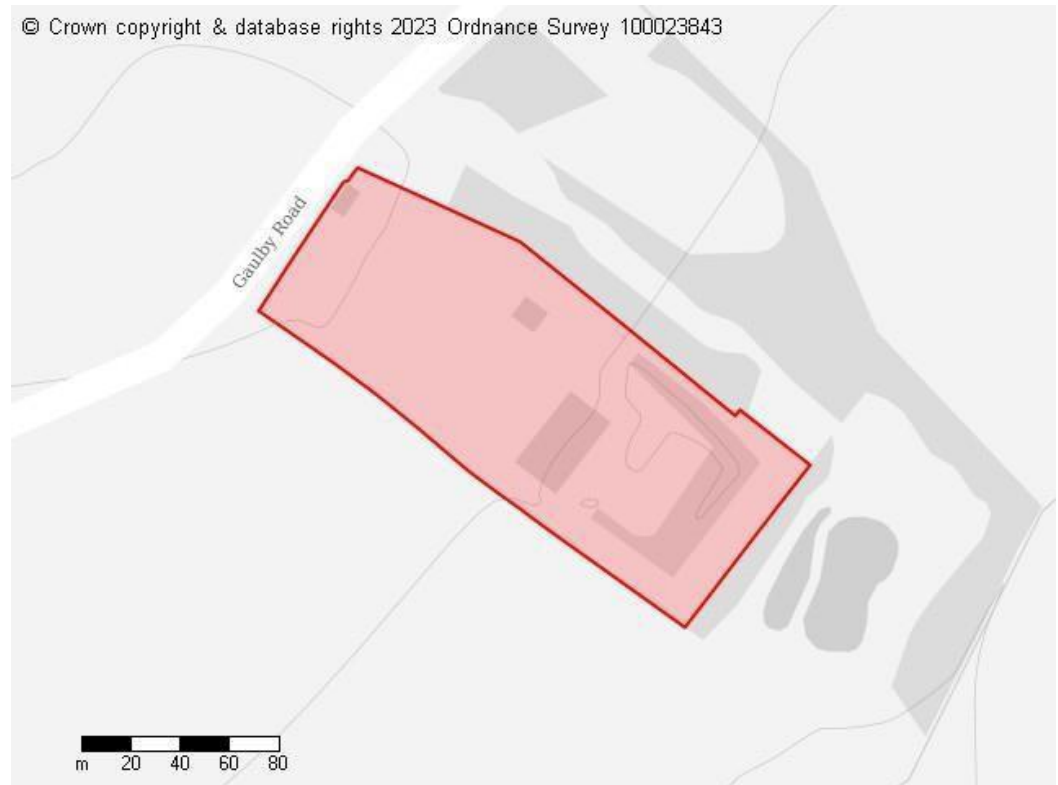 © Crown copyright & database rights 2023 Ordnance Survey 100023843
Gaulby Road
m 20 40 60 80